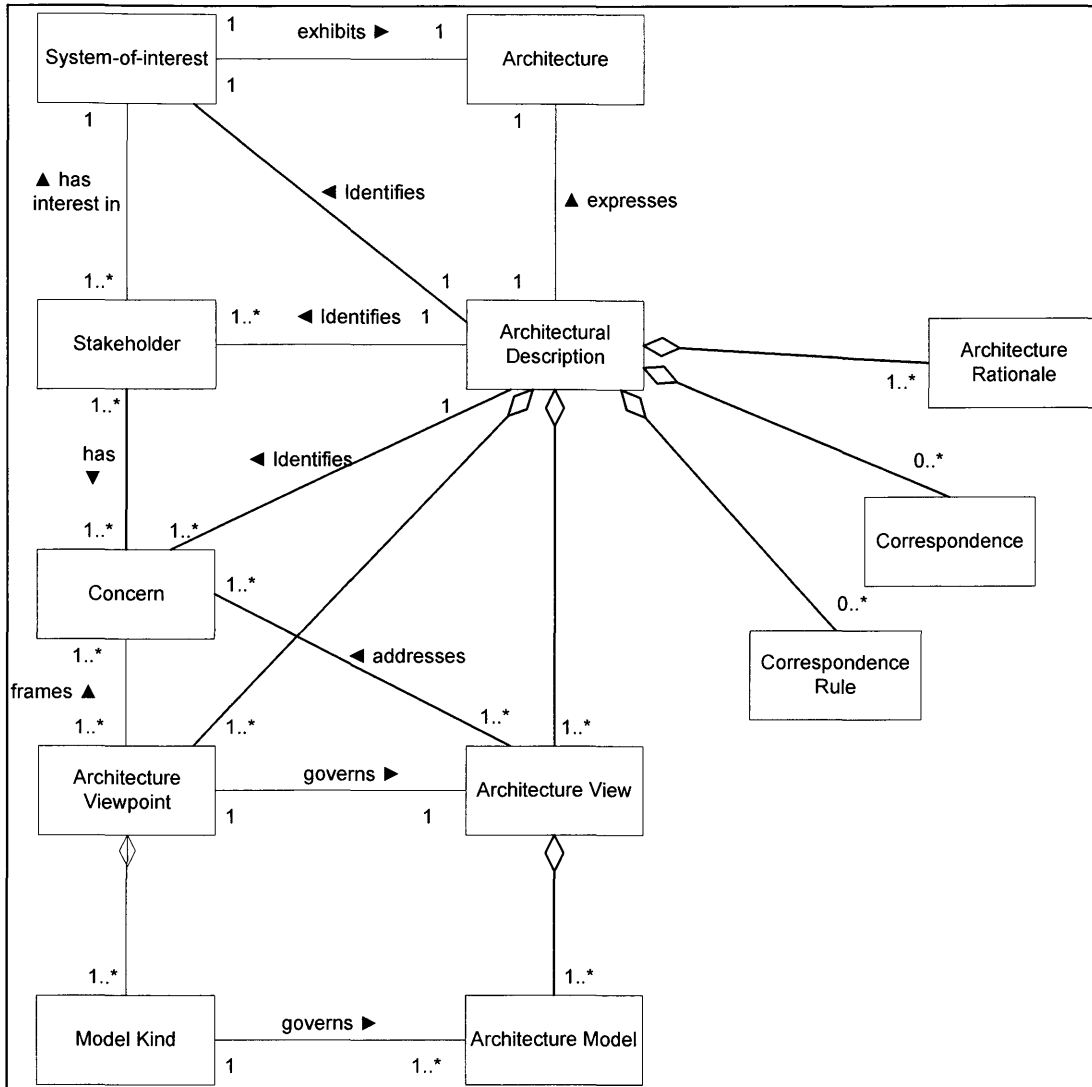 1
exhibits ►
1
System-of-interest
Architecture
1
1
1
▲ has
interest in
◄ Identifies
▲ expresses
1..*
1
1
1..*
◄ Identifies
1
Stakeholder
Architectural
Description
Architecture
Rationale
1..*
1..*
1
has
▼
◄ Identifies
0..*
1..*
1..*
Correspondence
Concern
1..*
0..*
1..*
◄ addresses
Correspondence
Rule
frames ▲
1..*
1..*
1..*
1..*
Architecture
Viewpoint
governs ►
Architecture View
1
1
1..*
1..*
Model Kind
governs ►
Architecture Model
1
1..*